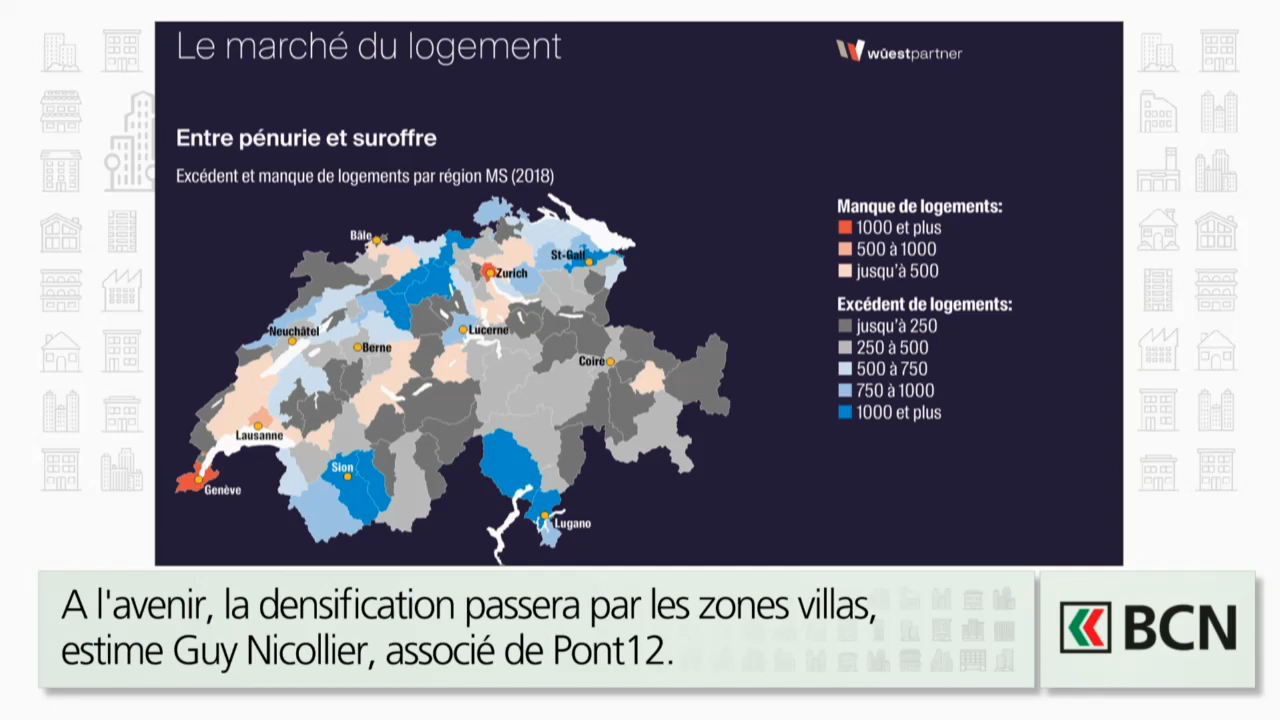 Le marché du logement
wüestpartner
Entre pénurie et suroffre
Excédent et manque de logements par région MS (2018)
Manque de logements:
1000 et plus
500 à 1000
jusqu'à 500
Excédent de logements:
jusqu'à 250
250 à 500
500 à 750
750 à 1000
1000 et plus
Bâle
St-Gall
Zurich
Neuchâtel
Lucerne
Berne
Coire
Lausanne
Sion
Genève
Lugano
A l'avenir, la densification passera par les zones villas,
estime Guy Nicollier, associé de Pont12.
BCN